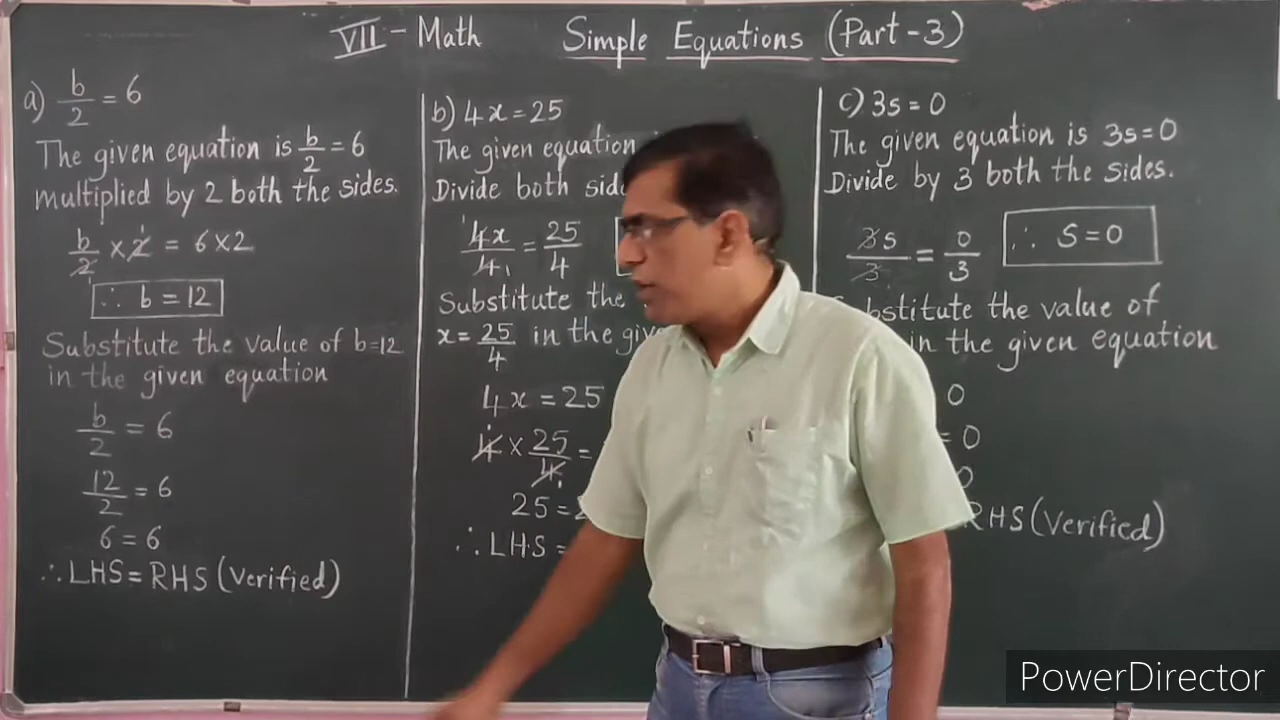 VII - Math Simple Equations (Part-3)
a) b/2 = 6
The given equation is b/2 = 6
multiplied by 2 both the sides.
b/2 × 2 = 6×2
∴ b = 12
Substitute the value of b=12
in the given equation
b/2 = 6
12/2 = 6
6 = 6
∴ LHS = RHS (Verified)
b) 4x = 25
The given equation
Divide both
4x/4 = 25/4
Substitute the
x = 25/4 in the
4x = 25
4 × 25/4 =
25 =
∴ LHS =
c) 3s = 0
The given equation is 3s=0
Divide by 3 both the sides.
3s/3 = 0/3
∴ s = 0
the value of
in the given equation
0
= 0
0
RHS (Verified)
PowerDirector